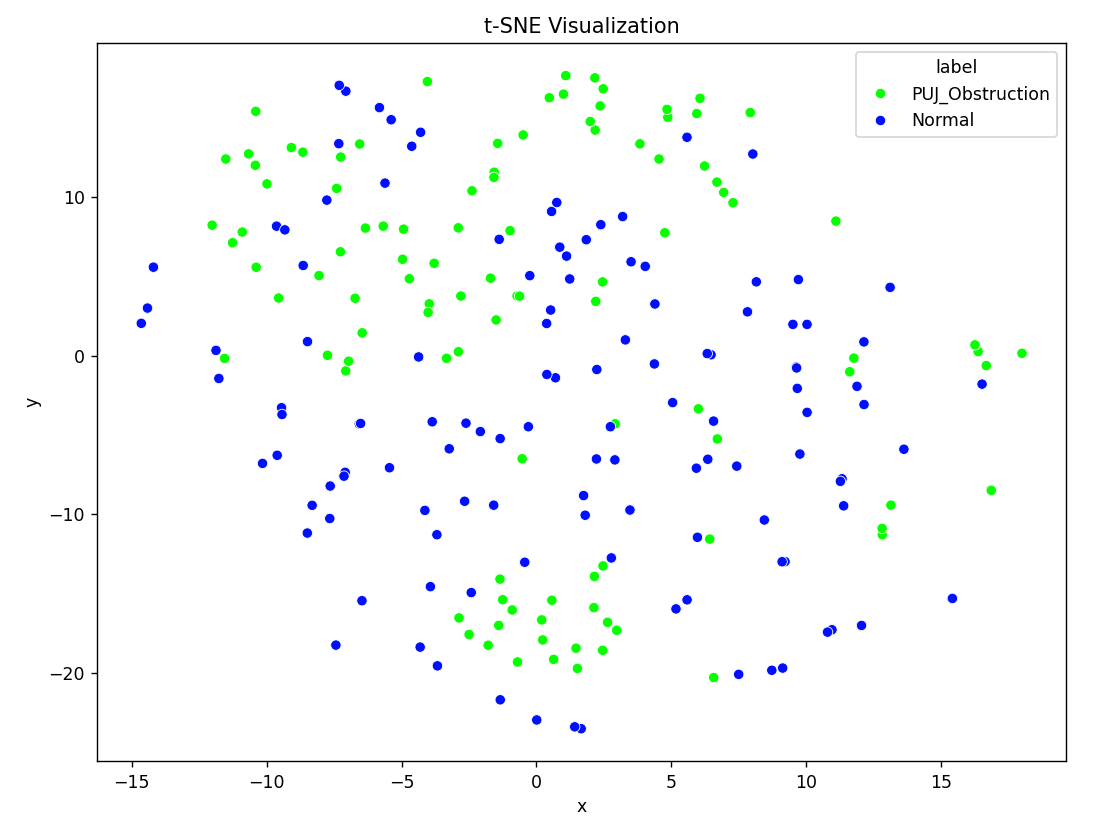 t-SNE Visualization
label
PUJ_Obstruction
Normal
y
10
0
−10
−20
−15
−10
−5
0
5
10
15
x